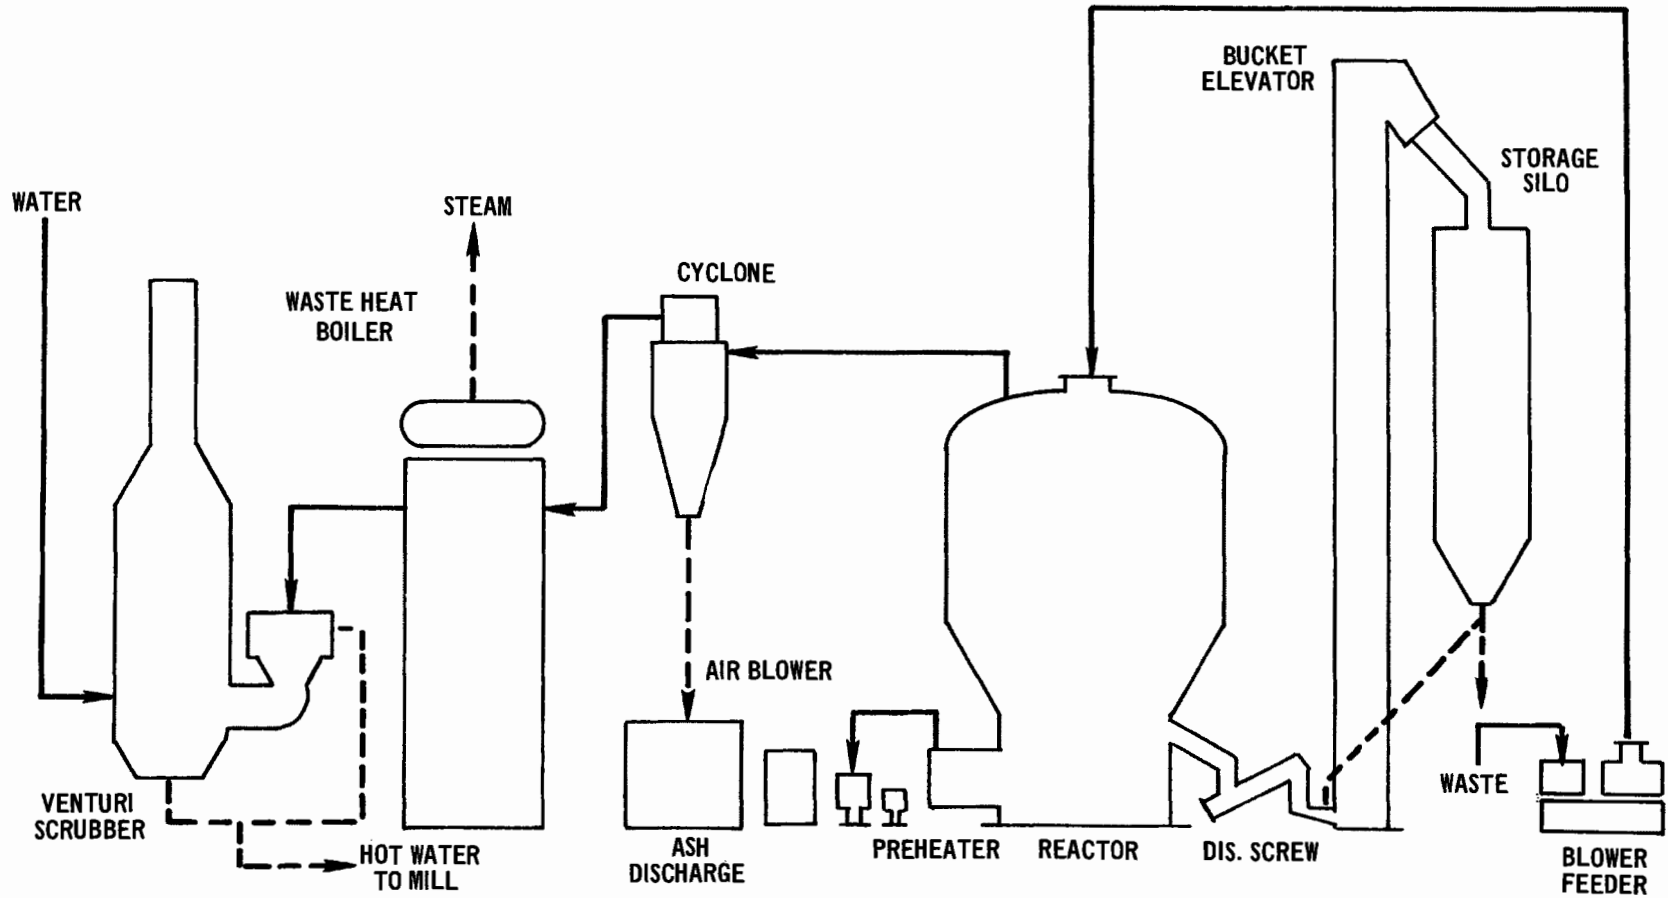 BUCKET
ELEVATOR
STORAGE
SILO
WATER
STEAM
CYCLONE
WASTE HEAT
BOILER
AIR BLOWER
WASTE
VENTURI
SCRUBBER
HOT WATER
TO MILL
ASH
DISCHARGE
PREHEATER
REACTOR
DIS. SCREW
BLOWER
FEEDER